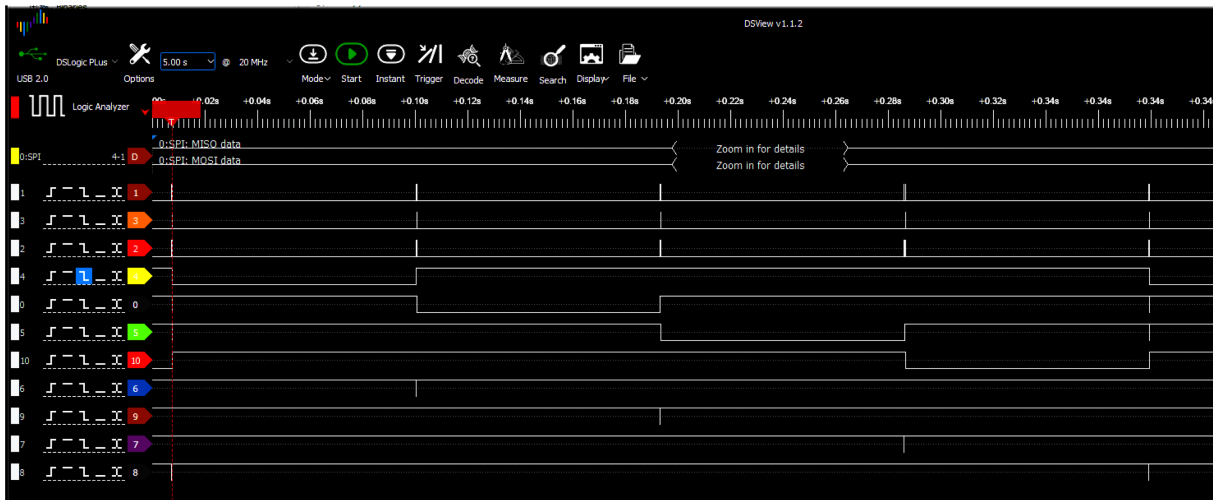 DSView v1.1.2
DSLogic PLus 5.00 s @ 20 MHz
USB 2.0 Options Mode Start Instant Trigger Decode Measure Search Display File
Logic Analyzer
+0.02s +0.04s +0.06s +0.08s +0.10s +0.12s +0.14s +0.16s +0.18s +0.20s +0.22s +0.24s +0.26s +0.28s +0.30s +0.32s +0.34s +0.34s +0.34s +0.34
T
0:SPI: MISO data Zoom in for details
0:SPI 4-1 D
0:SPI: MOSI data Zoom in for details
1 1
3 3
2 2
4 4
0 0
5 5
10 10
6 6
9 9
7 7
8 8